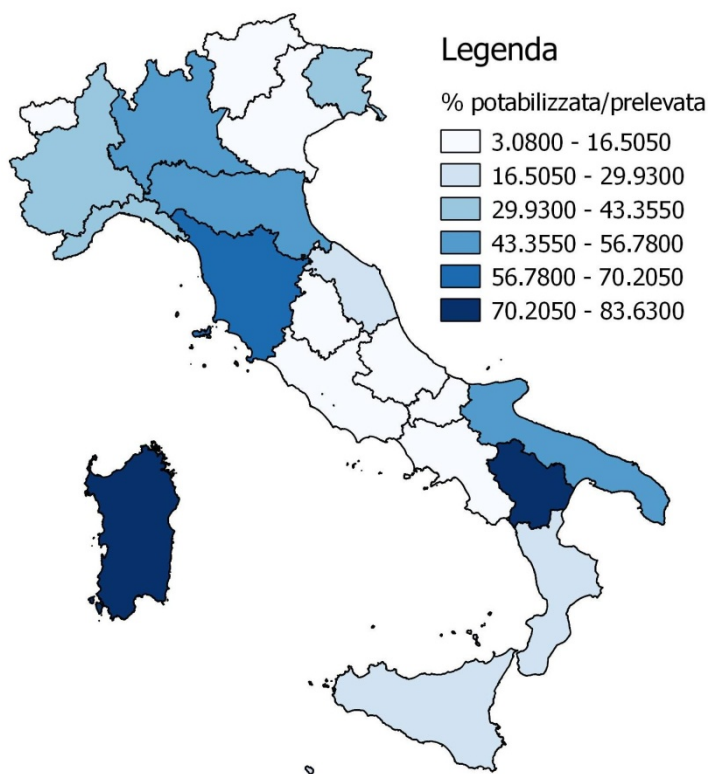 Legenda
% potabilizzata/prelevata
3.0800 - 16.5050
16.5050 - 29.9300
29.9300 - 43.3550
43.3550 - 56.7800
56.7800 - 70.2050
70.2050 - 83.6300